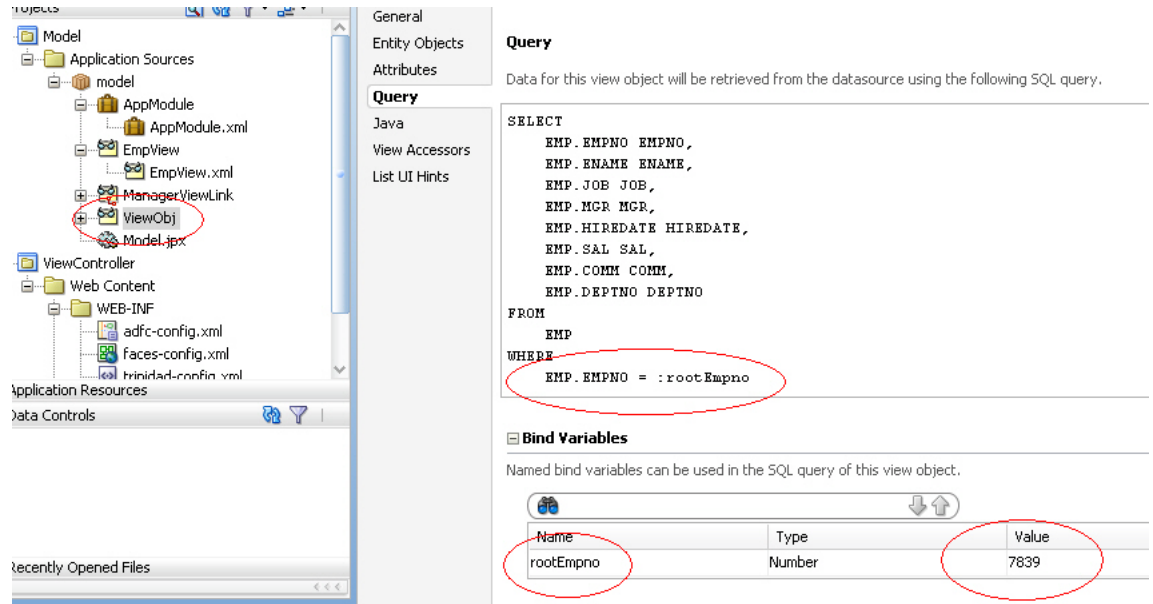 Projects
Model
Application Sources
model
AppModule
AppModule.xml
EmpView
EmpView.xml
ManagerViewLink
ViewObj
Model.jpx
ViewController
Web Content
WEB-INF
adfc-config.xml
faces-config.xml
trinidad-config.xml
Application Resources
Data Controls
Recently Opened Files
General
Entity Objects
Attributes
Query
Java
View Accessors
List UI Hints
Query
Data for this view object will be retrieved from the datasource using the following SQL query.
SELECT
EMP.EMPNO EMPNO,
EMP.ENAME ENAME,
EMP.JOB JOB,
EMP.MGR MGR,
EMP.HIREDATE HIREDATE,
EMP.SAL SAL,
EMP.COMM COMM,
EMP.DEPTNO DEPTNO
FROM
EMP
WHERE
EMP.EMPNO = :rootEmpno
Bind Variables
Named bind variables can be used in the SQL query of this view object.
Name Type Value
rootEmpno Number 7839